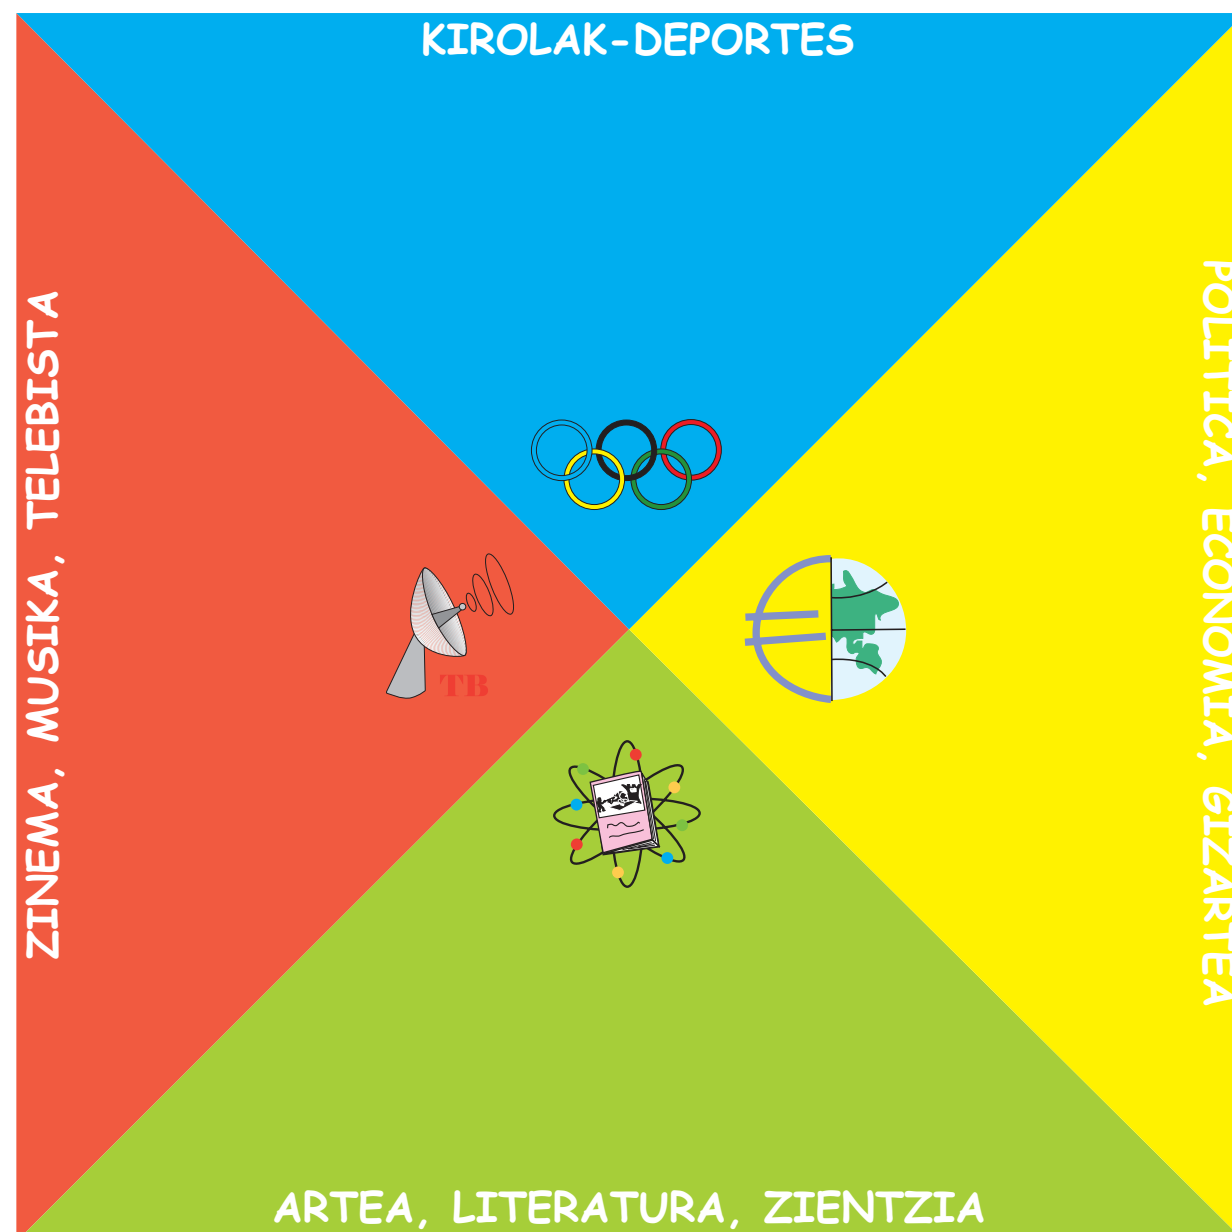 KIROLAK-DEPORTES
ZINEMA, MUSIKA, TELEBISTA
POLITICA, ECONOMIA, GIZARTEA
TB
ARTEA, LITERATURA, ZIENTZIA